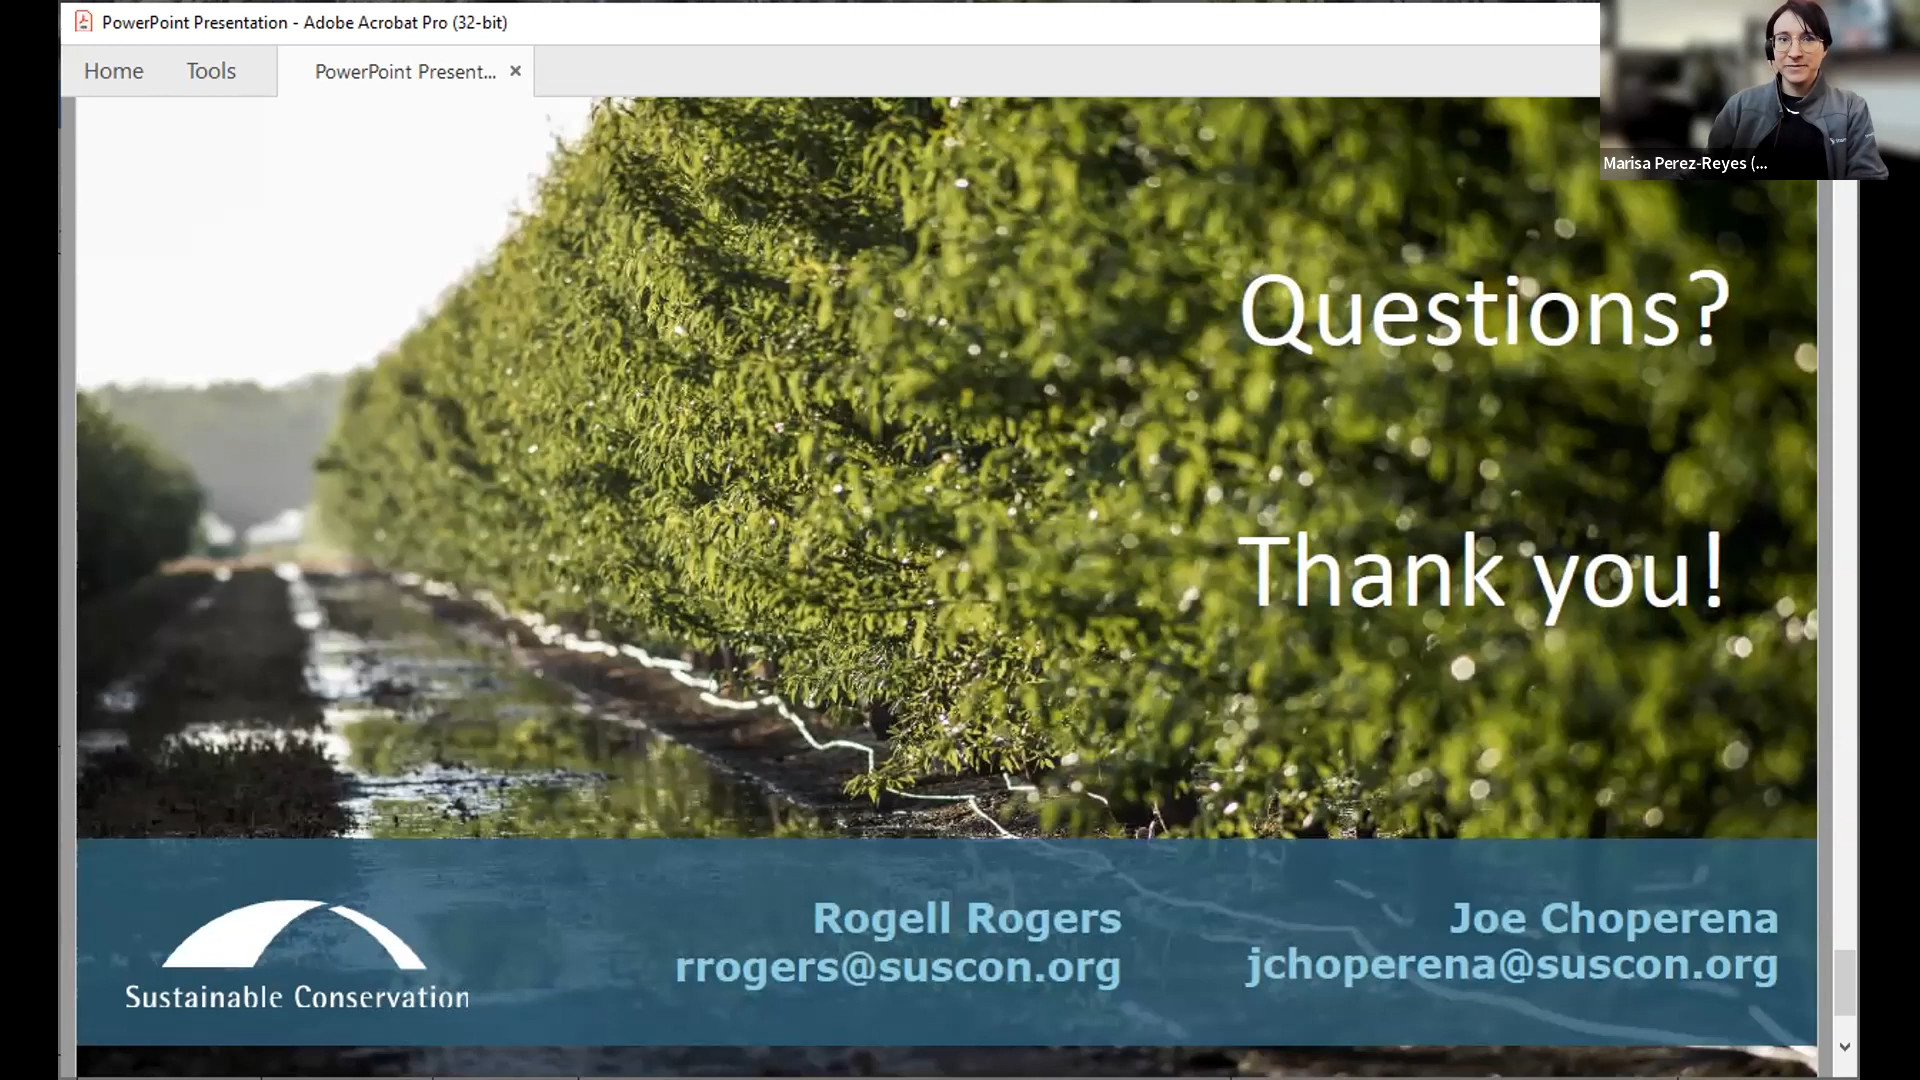 PowerPoint Presentation - Adobe Acrobat Pro (32-bit)
Home
Tools
PowerPoint Present...
Marisa Perez-Reyes (...
Questions?
Thank you!
Sustainable Conservation
Rogell Rogers
rrogers@suscon.org
Joe Choperena
jchoperena@suscon.org